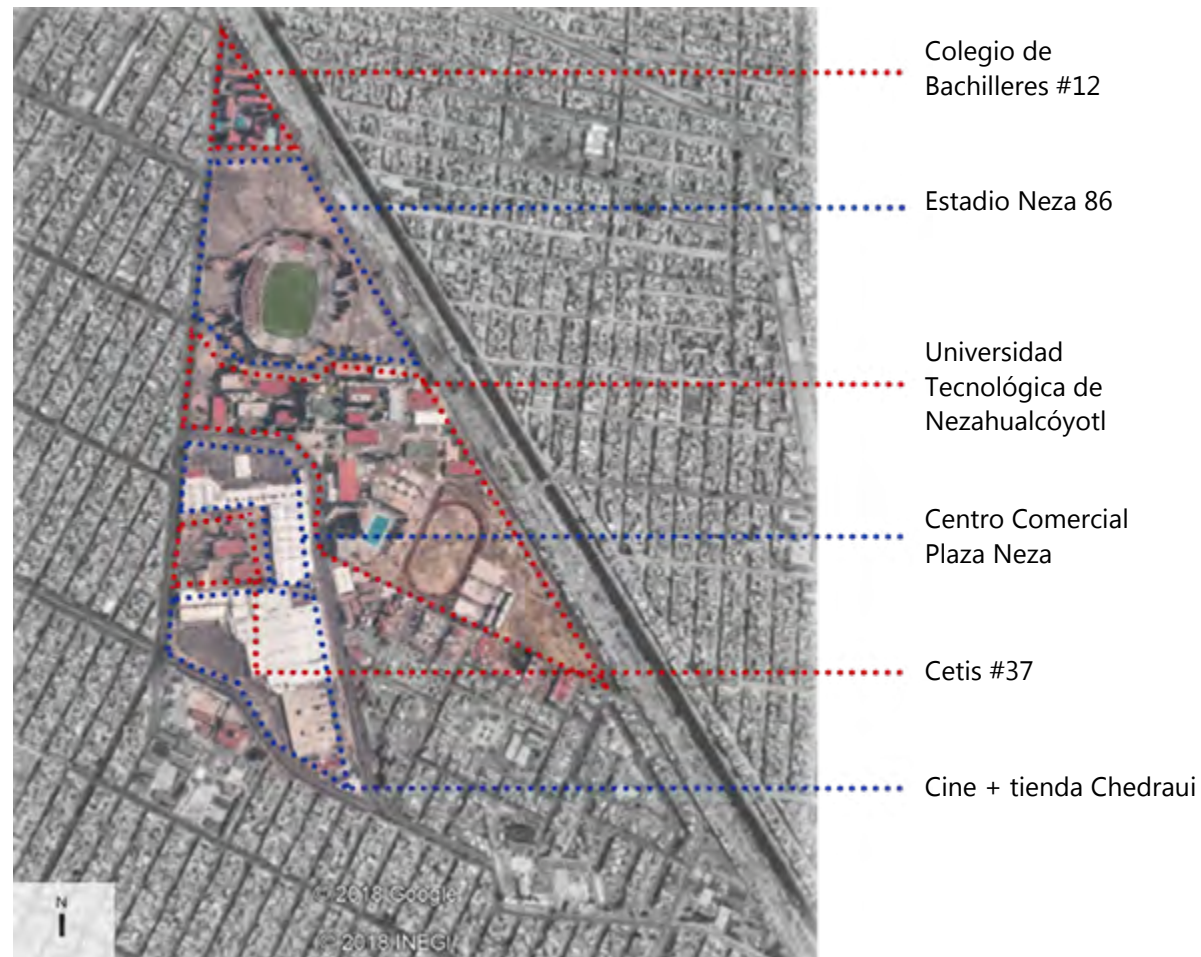 Colegio de
Bachilleres #12
Estadio Neza 86
Universidad
Tecnológica de
Nezahualcóyotl
Centro Comercial
Plaza Neza
Cetis #37
Cine + tienda Chedraui
N
© 2018 Google
© 2018 INEGI